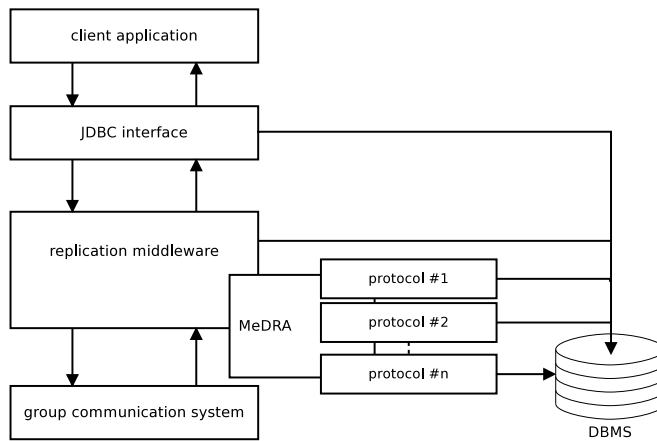 client application
JDBC interface
replication middleware
protocol #1
MeDRA
protocol #2
protocol #n
group communication system
DBMS